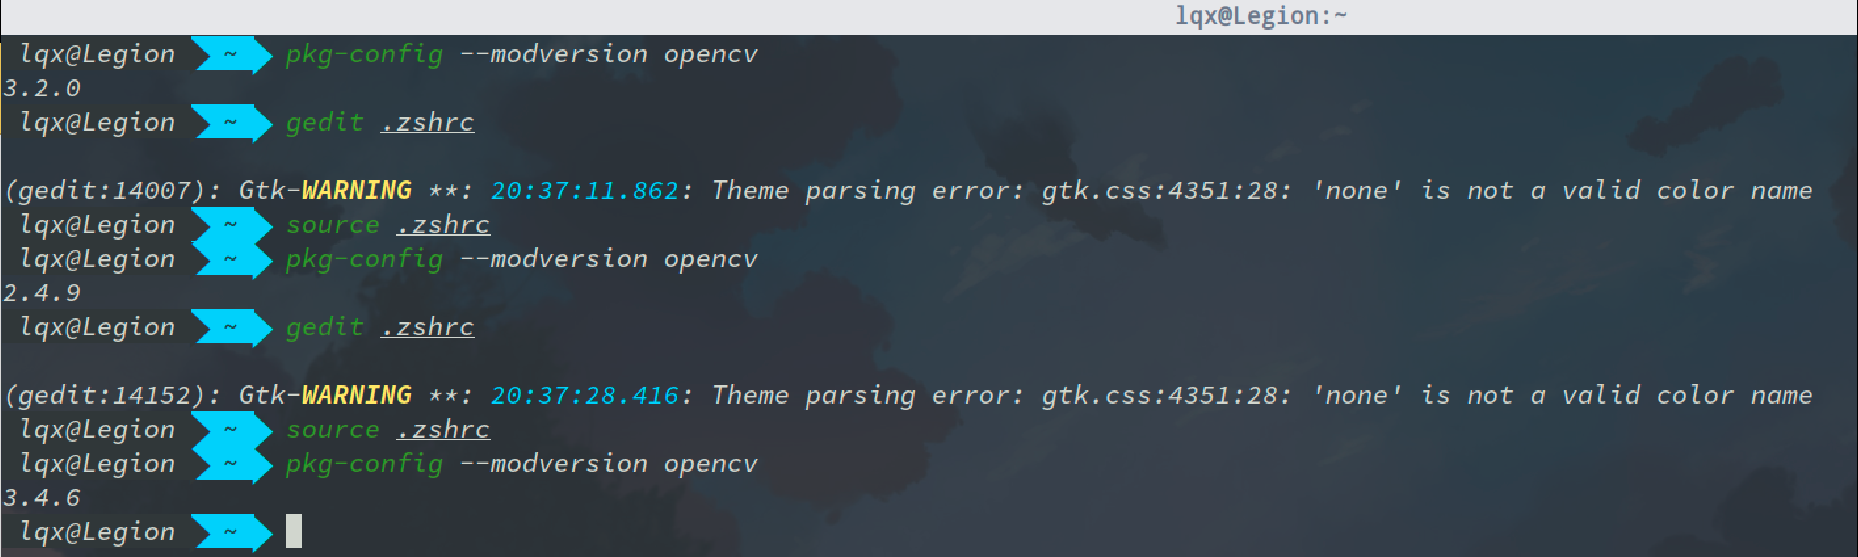 lqx@Legion:~
lqx@Legion ~ pkg-config --modversion opencv
3.2.0
lqx@Legion ~ gedit .zshrc
(gedit:14007): Gtk-WARNING **: 20:37:11.862: Theme parsing error: gtk.css:4351:28: 'none' is not a valid color name
lqx@Legion ~ source .zshrc
lqx@Legion ~ pkg-config --modversion opencv
2.4.9
lqx@Legion ~ gedit .zshrc
(gedit:14152): Gtk-WARNING **: 20:37:28.416: Theme parsing error: gtk.css:4351:28: 'none' is not a valid color name
lqx@Legion ~ source .zshrc
lqx@Legion ~ pkg-config --modversion opencv
3.4.6
lqx@Legion ~